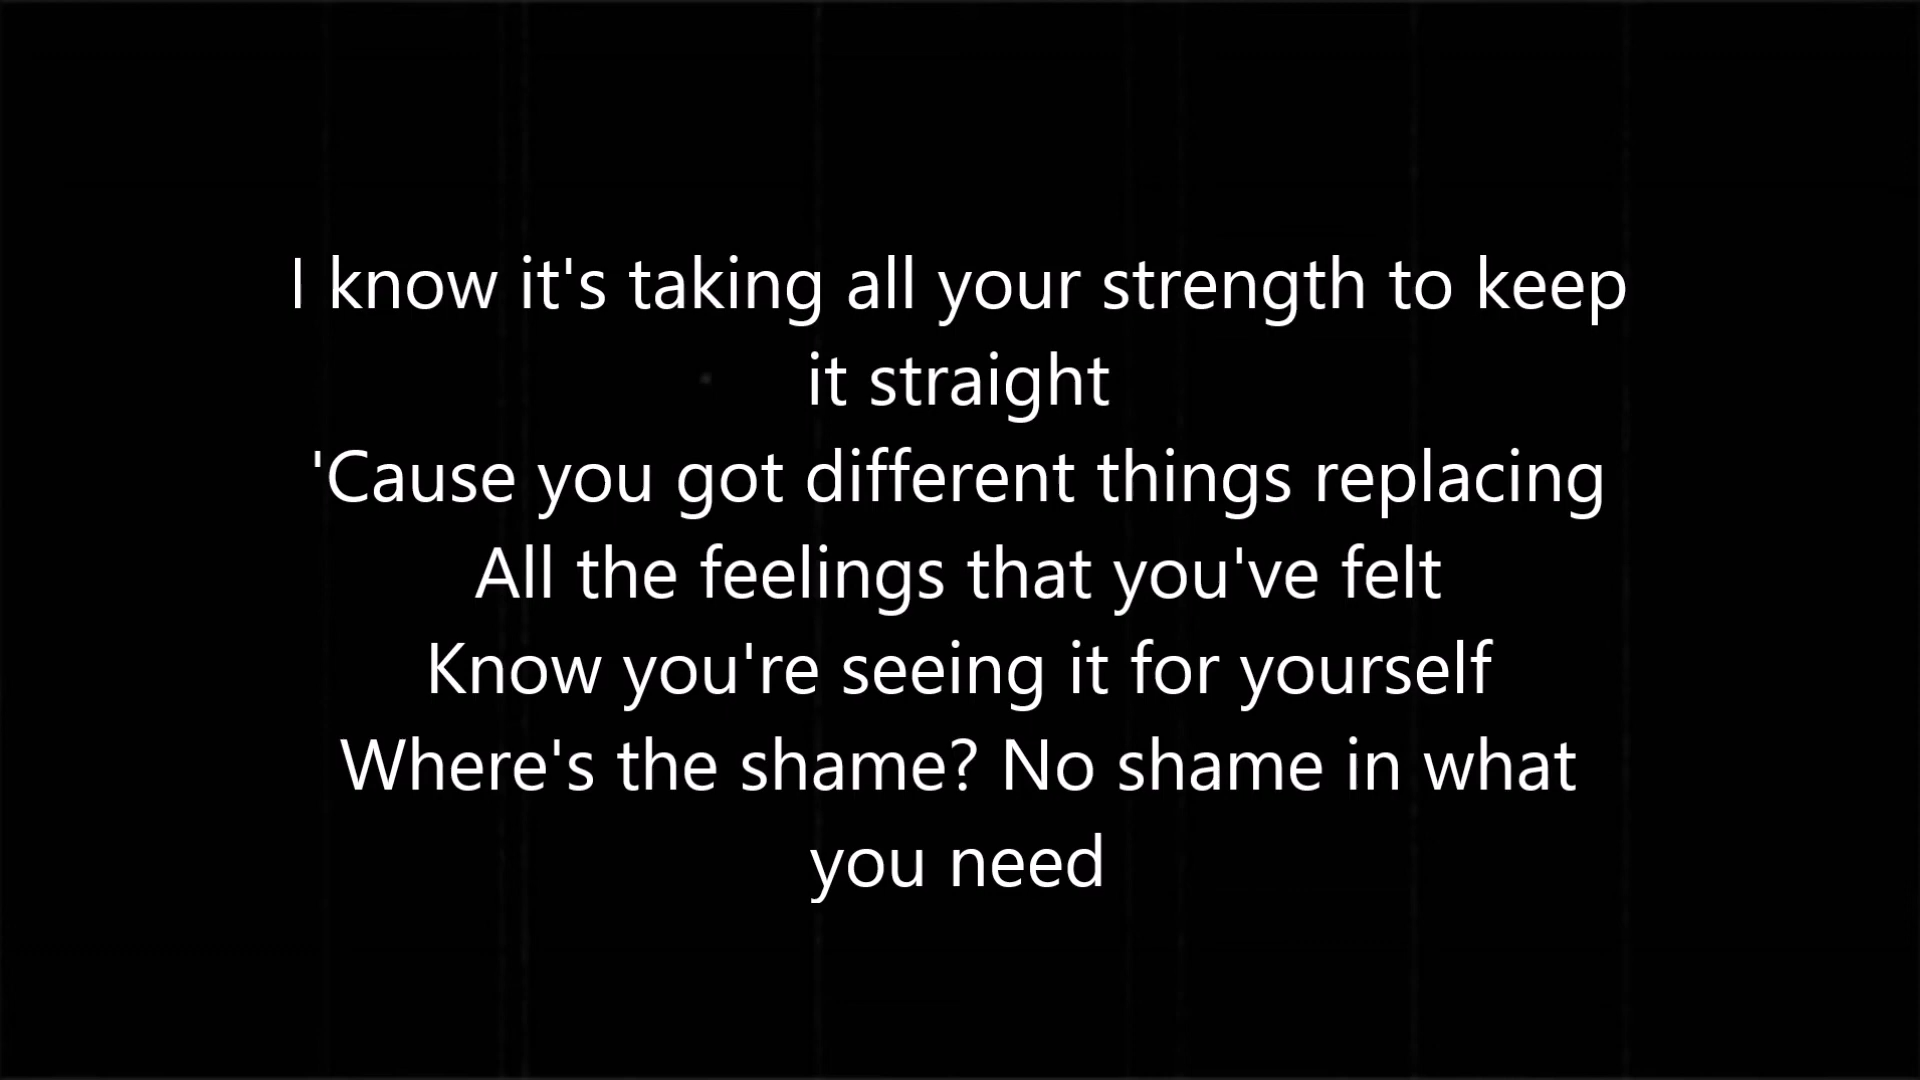 I know it's taking all your strength to keep
it straight
'Cause you got different things replacing
All the feelings that you've felt
Know you're seeing it for yourself
Where's the shame? No shame in what
you need